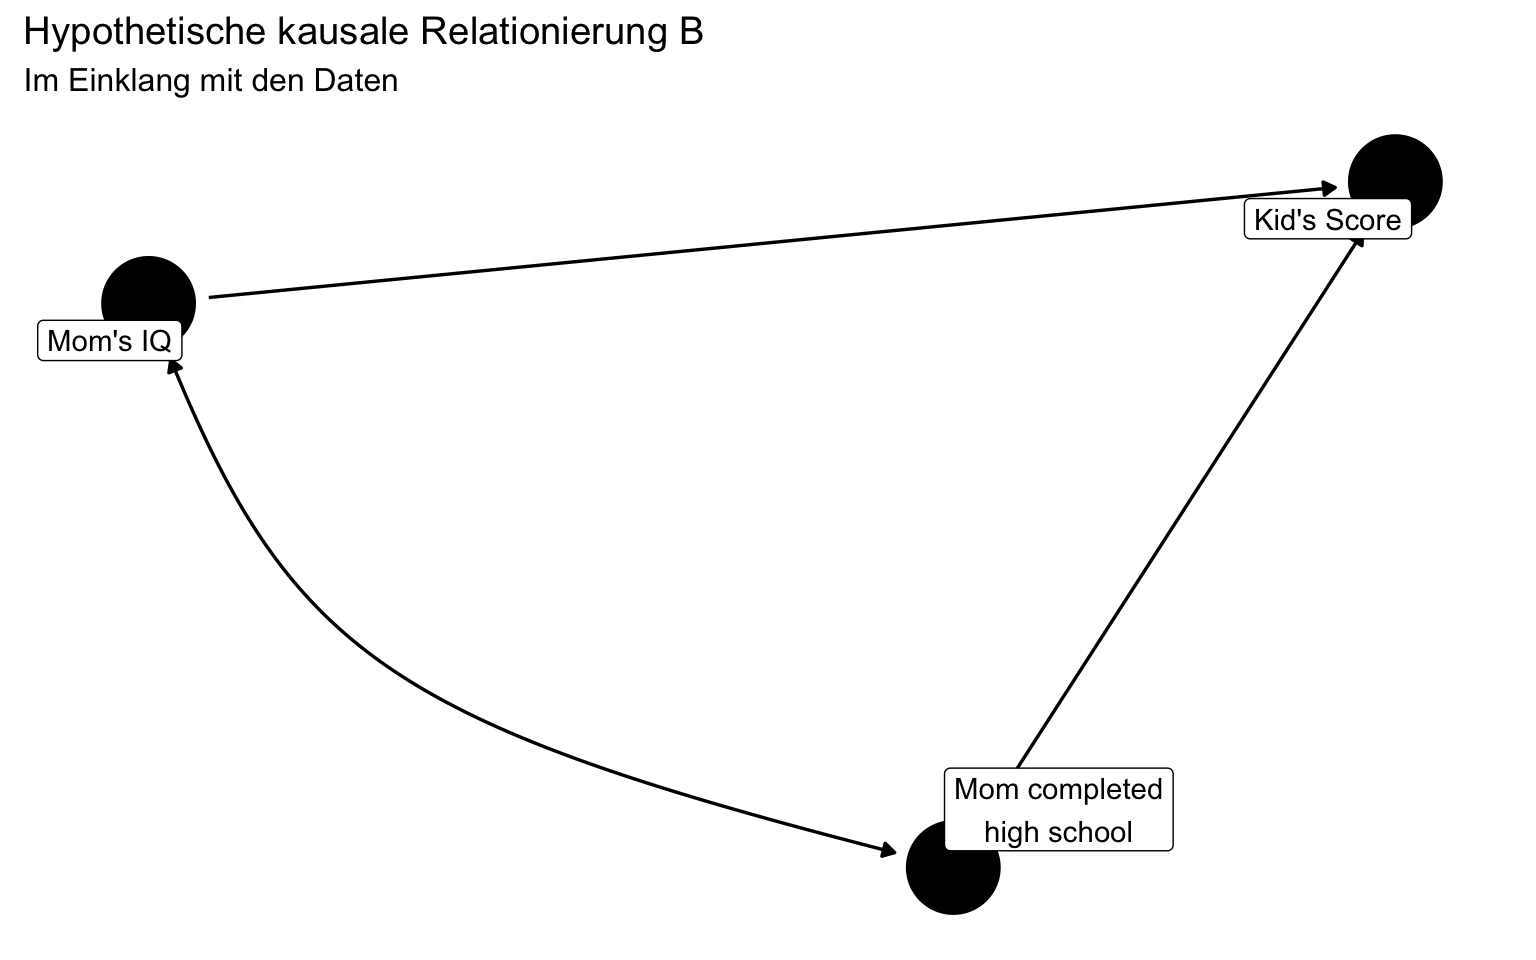 Hypothetische kausale Relationierung B
Im Einklang mit den Daten
Kid's Score
Mom's IQ
Mom completed
high school